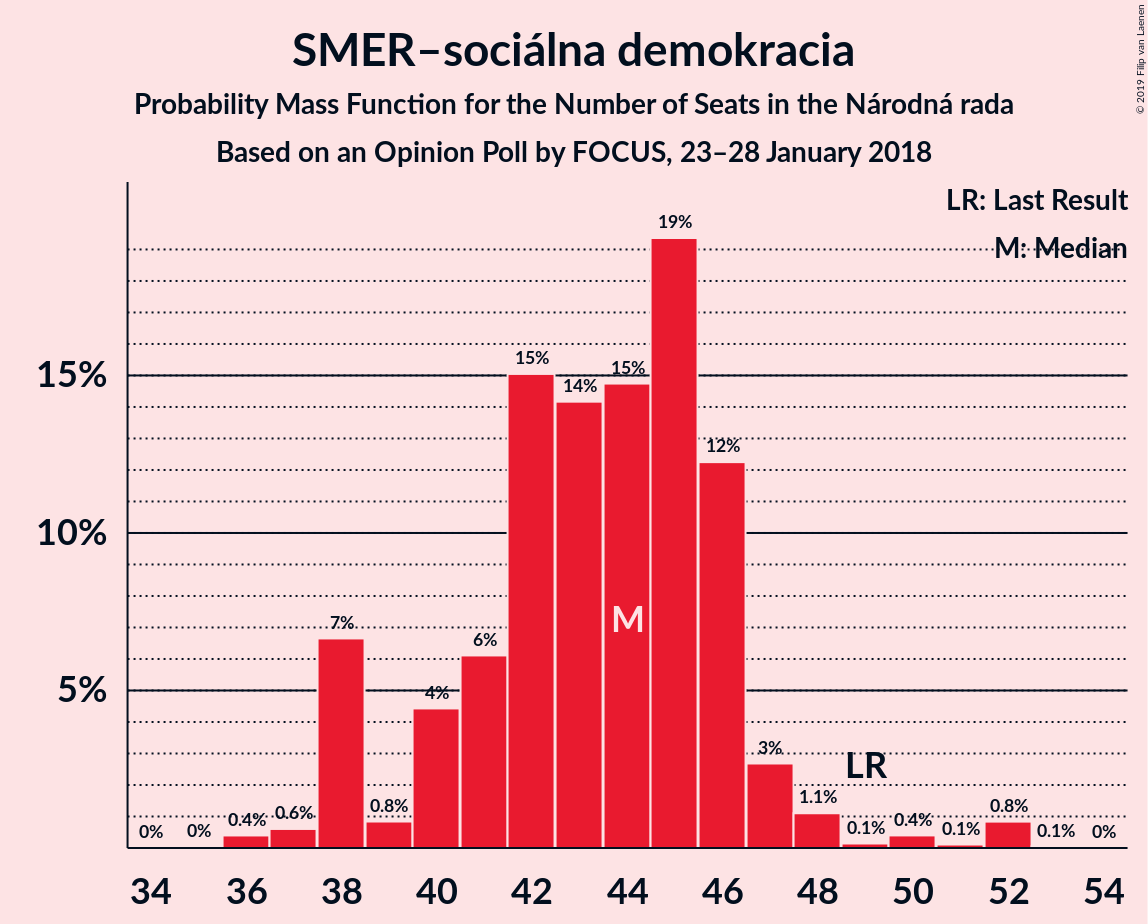 SMER–sociálna demokracia
Probability Mass Function for the Number of Seats in the Národná rada
Based on an Opinion Poll by FOCUS, 23–28 January 2018
© 2019 Filip van Laenen
LR: Last Result
M: Median
15%
10%
5%
0%
0%
0.4%
0.6%
7%
0.8%
4%
6%
15%
14%
15%
19%
12%
3%
1.1%
0.1%
0.4%
0.1%
0.8%
0.1%
0%
M
LR
34 36 38 40 42 44 46 48 50 52 54